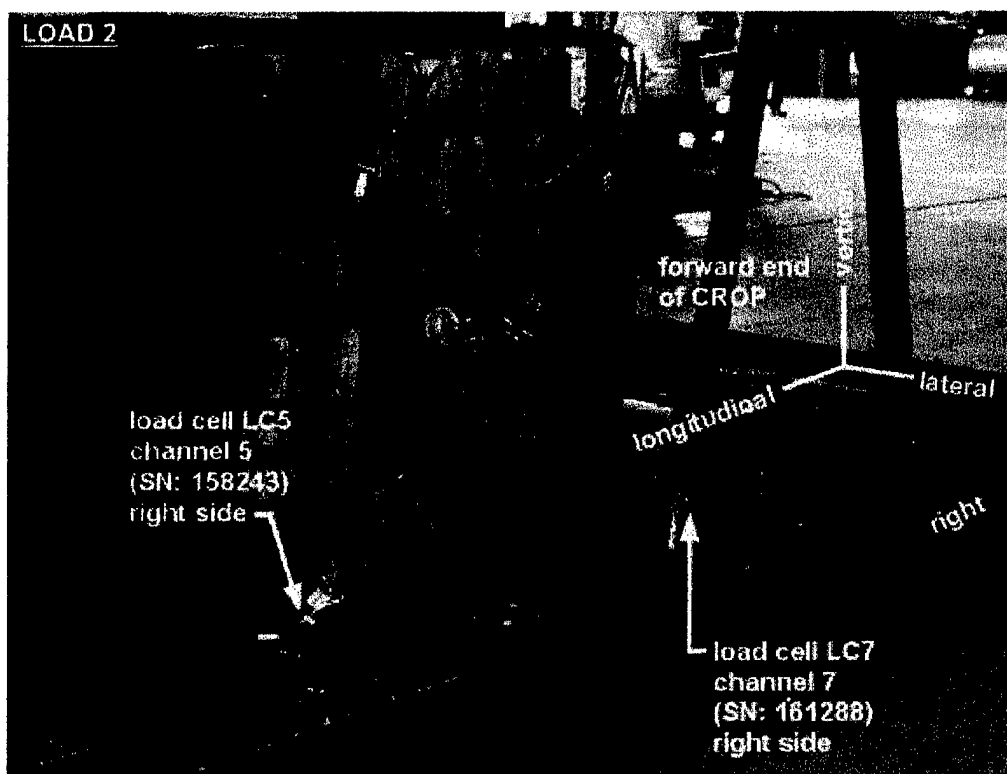 LOAD 2
forward end
of CROP
vertical
longitudinal
lateral
right
load cell LC5
channel 5
(SN: 158243)
right side
load cell LC7
channel 7
(SN: 161288)
right side